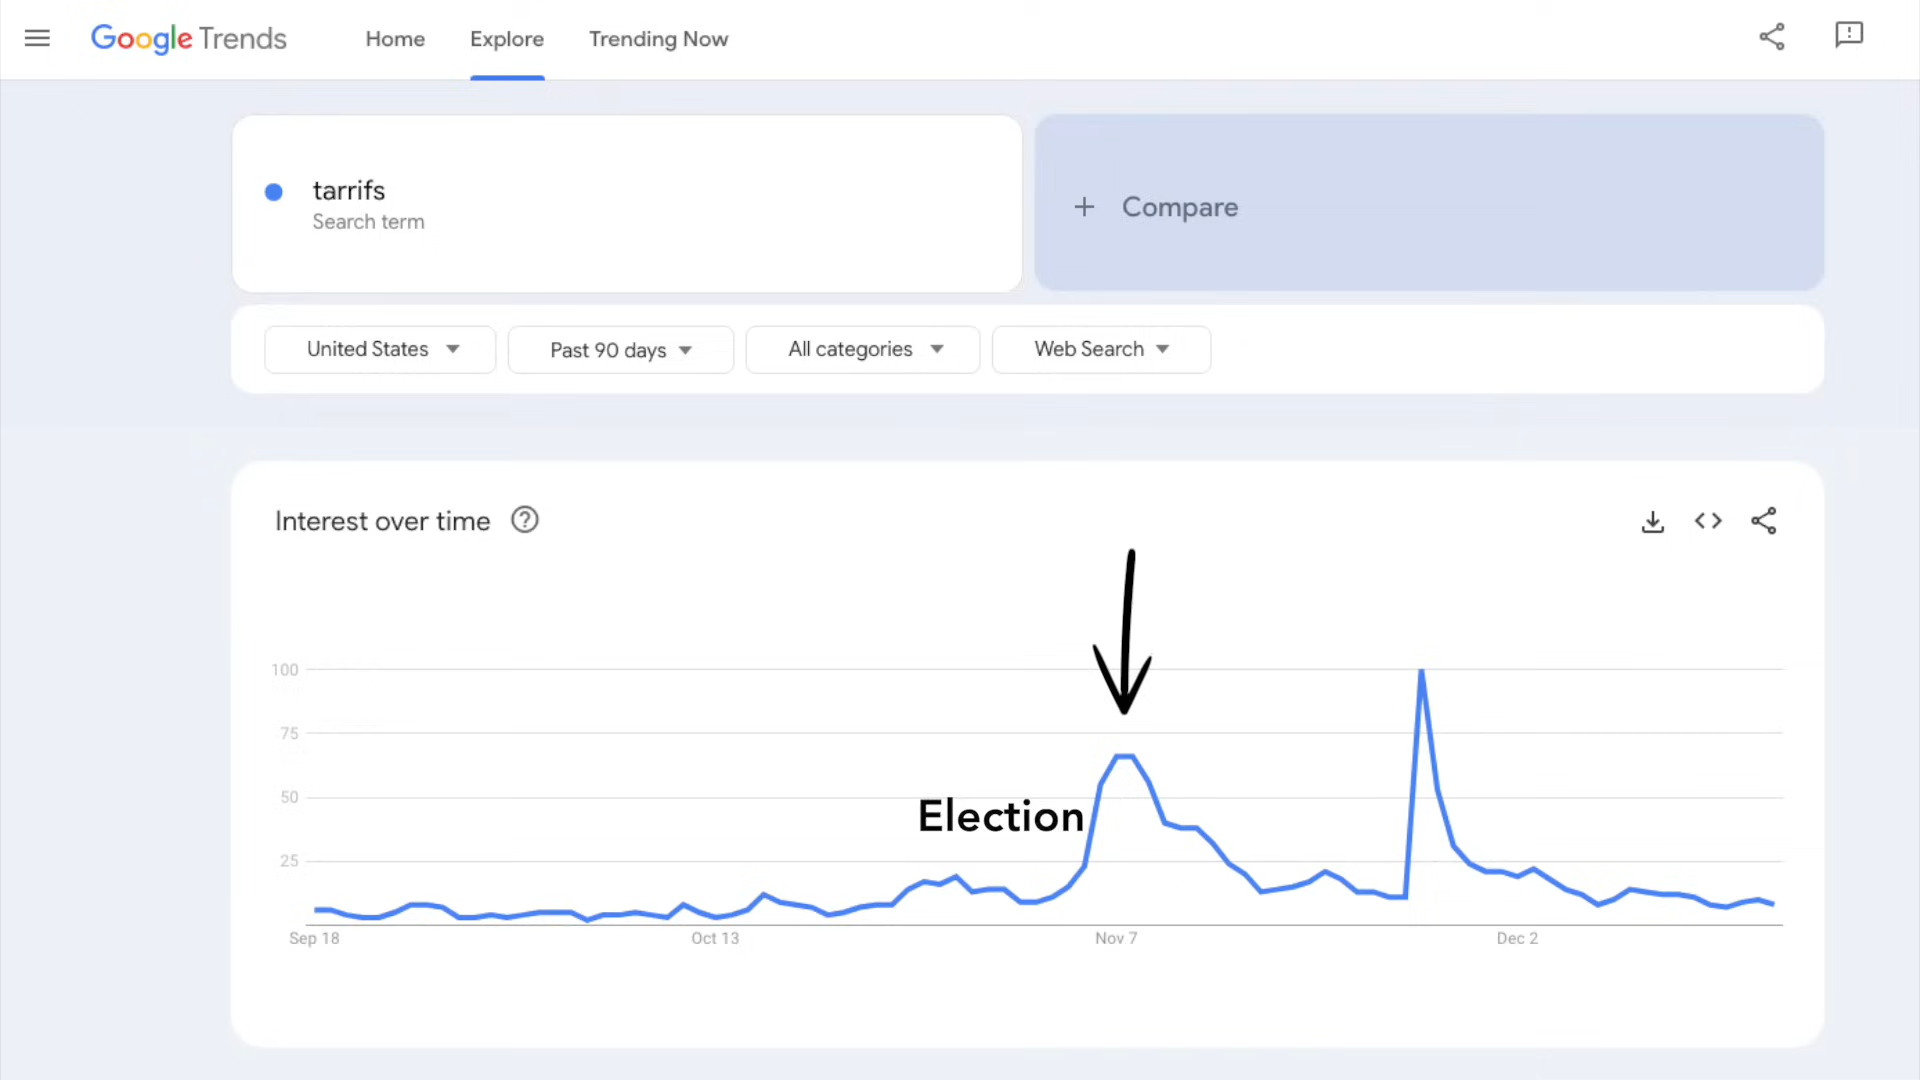 Google Trends Home Explore Trending Now
tarrifs
Search term
+ Compare
United States Past 90 days All categories Web Search
Interest over time
100
75
50
Election
25
Sep 18 Oct 13 Nov 7 Dec 2